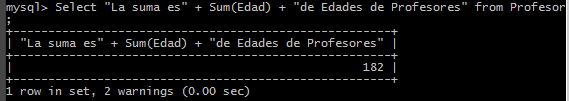 mysql> Select "La suma es" + Sum(Edad) + "de Edades de Profesores" from Profesor
;
+--------------------------------------------------+
| "La suma es" + Sum(Edad) + "de Edades de Profesores" |
+--------------------------------------------------+
| 182 |
+--------------------------------------------------+
1 row in set, 2 warnings (0.00 sec)